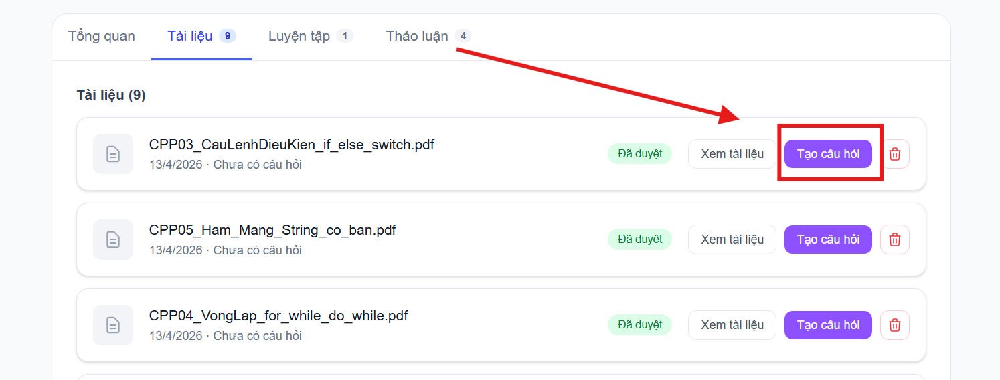 Tổng quan Tài liệu 9 Luyện tập 1 Thảo luận 4
Tài liệu (9)
CPP03_CauLenhDieuKien_if_else_switch.pdf
13/4/2026 · Chưa có câu hỏi
Đã duyệt Xem tài liệu Tạo câu hỏi
CPP05_Ham_Mang_String_co_ban.pdf
13/4/2026 · Chưa có câu hỏi
Đã duyệt Xem tài liệu Tạo câu hỏi
CPP04_VongLap_for_while_do_while.pdf
13/4/2026 · Chưa có câu hỏi
Đã duyệt Xem tài liệu Tạo câu hỏi